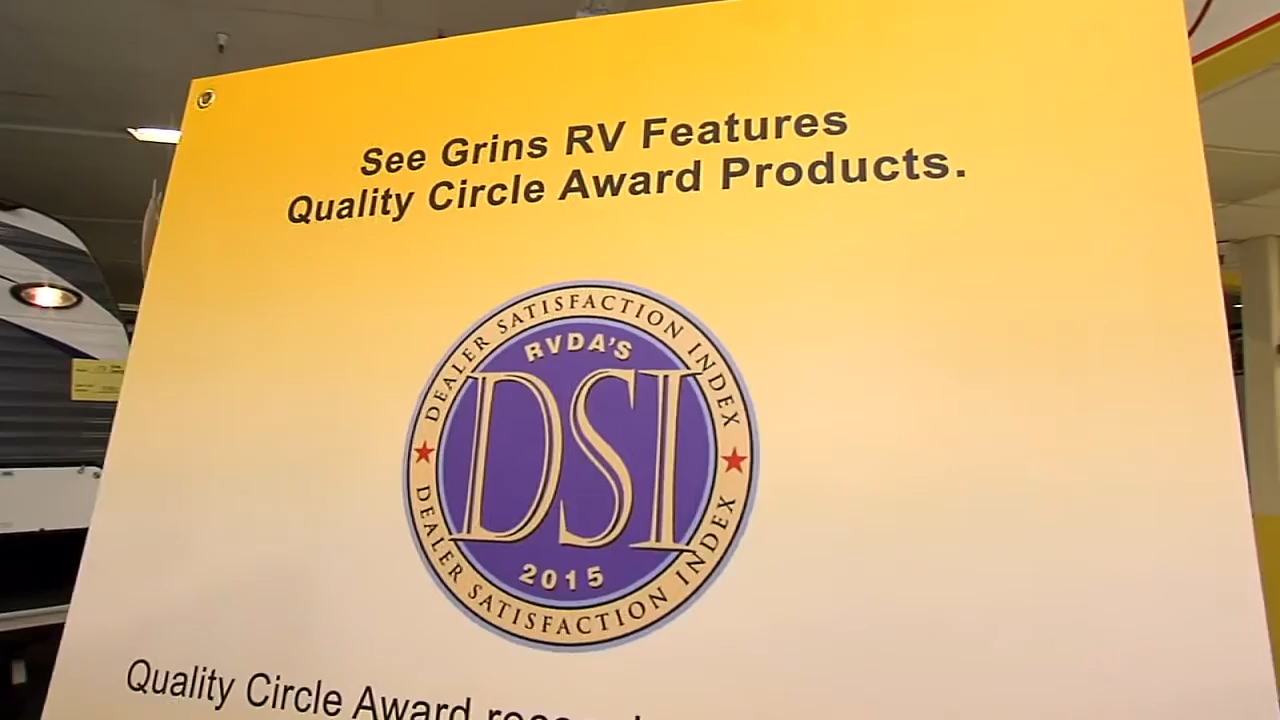 See Grins RV Features
Quality Circle Award Products.
DEALER SATISFACTION INDEX
RVDA'S
DSI
2015
DEALER SATISFACTION INDEX
Quality Circle Award